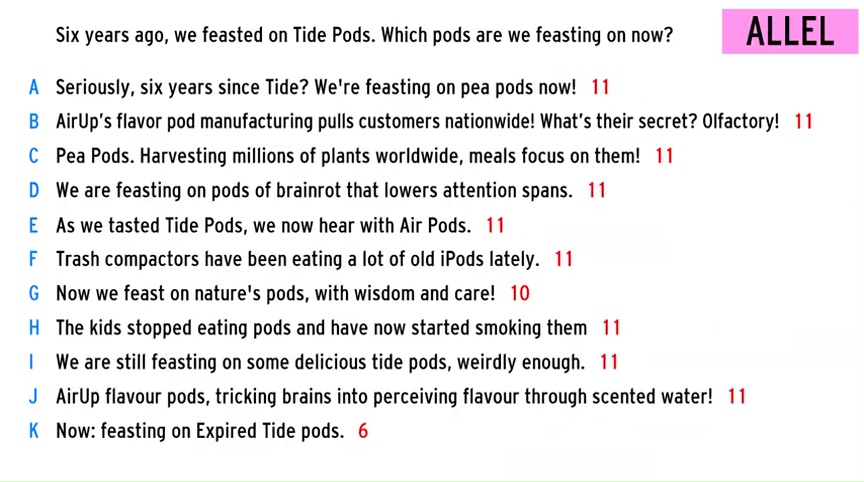 Six years ago, we feasted on Tide Pods. Which pods are we feasting on now?
ALLEL
A Seriously, six years since Tide? We're feasting on pea pods now! 11
B AirUp's flavor pod manufacturing pulls customers nationwide! What's their secret? Olfactory! 11
C Pea Pods. Harvesting millions of plants worldwide, meals focus on them! 11
D We are feasting on pods of brainrot that lowers attention spans. 11
E As we tasted Tide Pods, we now hear with Air Pods. 11
F Trash compactors have been eating a lot of old iPods lately. 11
G Now we feast on nature's pods, with wisdom and care! 10
H The kids stopped eating pods and have now started smoking them 11
I We are still feasting on some delicious tide pods, weirdly enough. 11
J AirUp flavour pods, tricking brains into perceiving flavour through scented water! 11
K Now: feasting on Expired Tide pods. 6